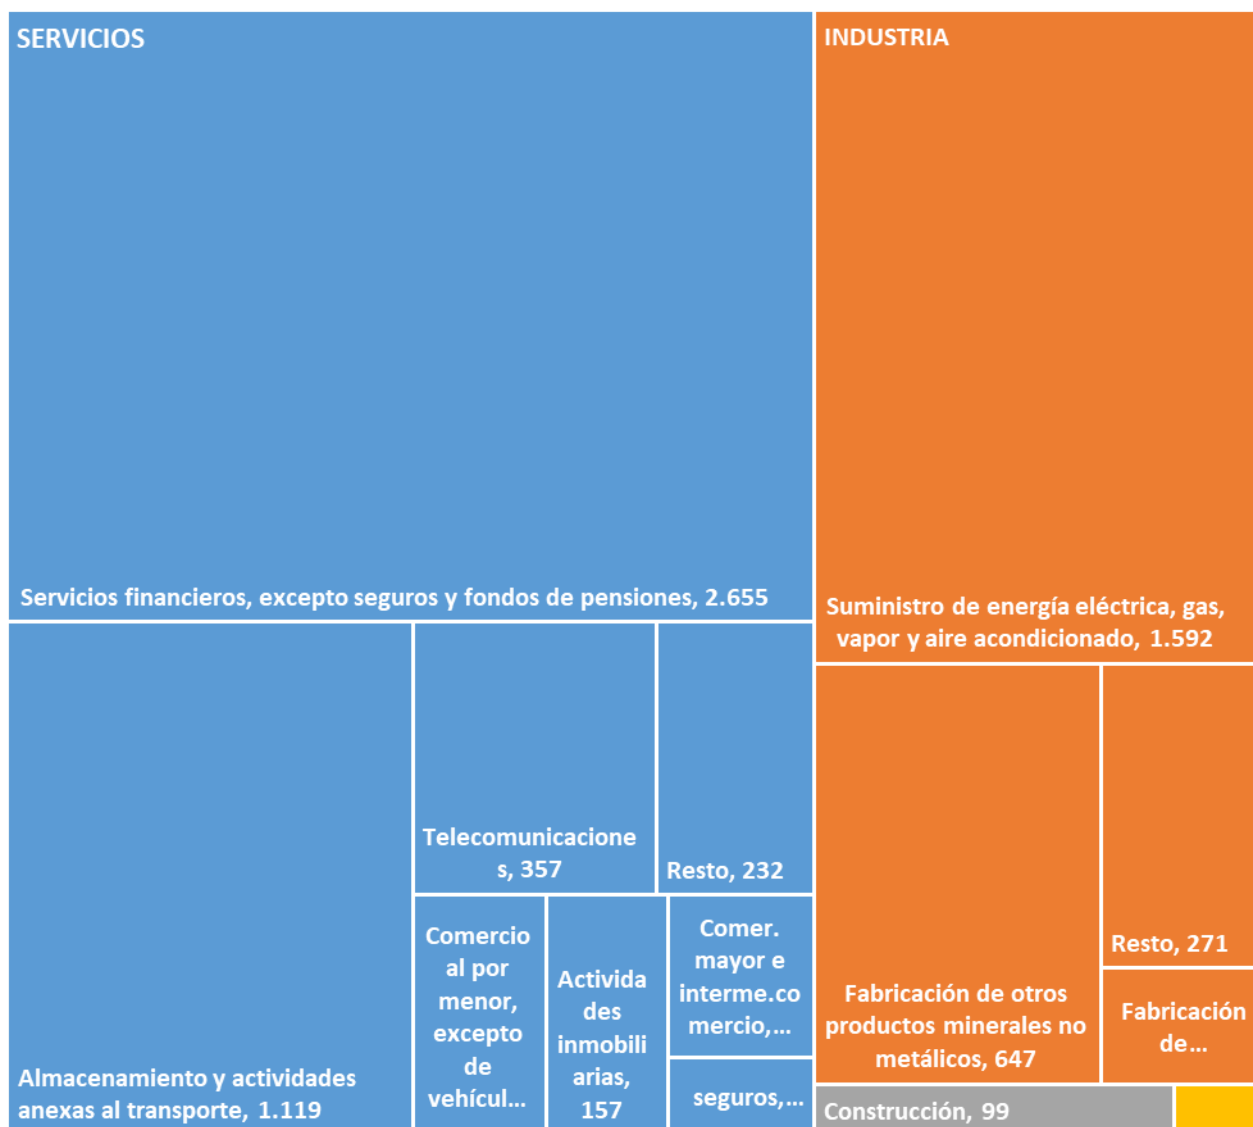 SERVICIOS
Servicios financieros, excepto seguros y fondos de pensiones, 2.655
Almacenamiento y actividades
anexas al transporte, 1.119
Telecomunicacione
s, 357
Resto, 232
Comercio
al por
menor,
excepto
de
vehícul...
Activida
des
inmobili
arias,
157
Comer.
mayor e
interme.co
mercio,...
seguros,...
INDUSTRIA
Suministro de energía eléctrica, gas,
vapor y aire acondicionado, 1.592
Fabricación de otros
productos minerales no
metálicos, 647
Resto, 271
Fabricación
de...
Construcción, 99